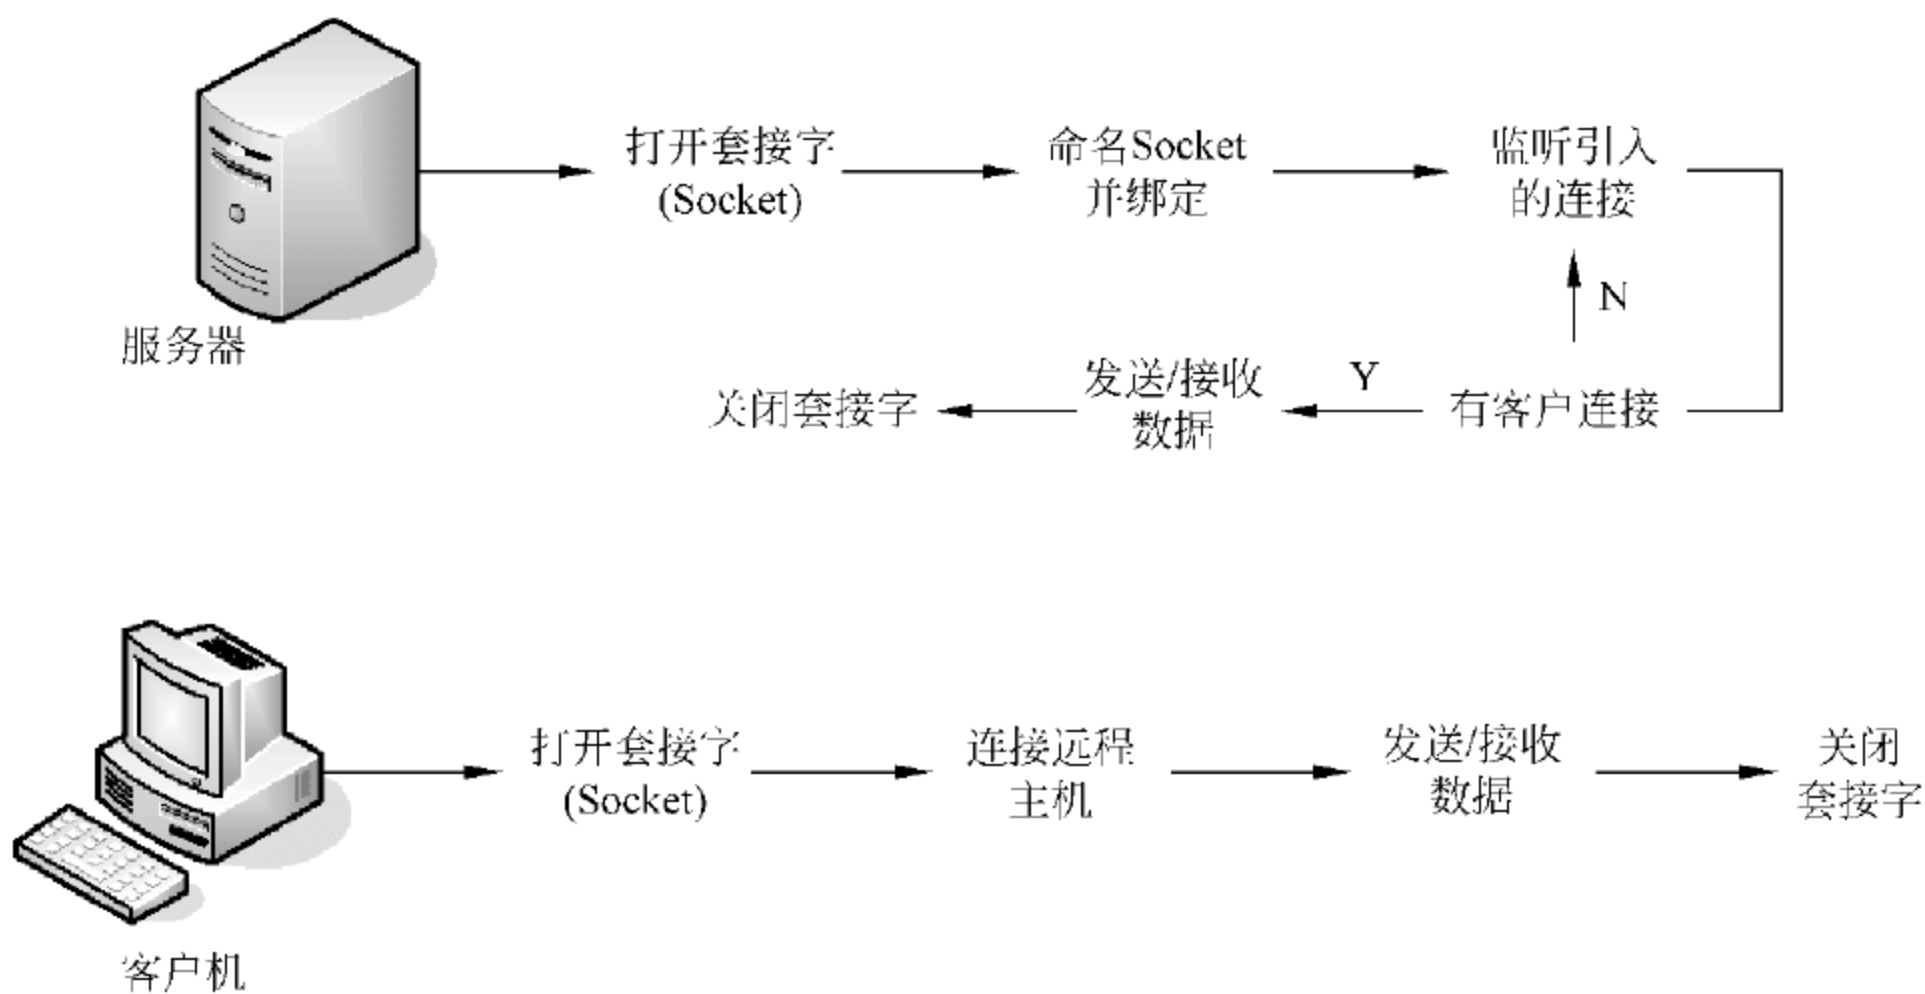 服务器
打开套接字
(Socket)
命名Socket
并绑定
监听引入
的连接
N
有客户连接
Y
发送/接收
数据
关闭套接字
客户机
打开套接字
(Socket)
连接远程
主机
发送/接收
数据
关闭
套接字